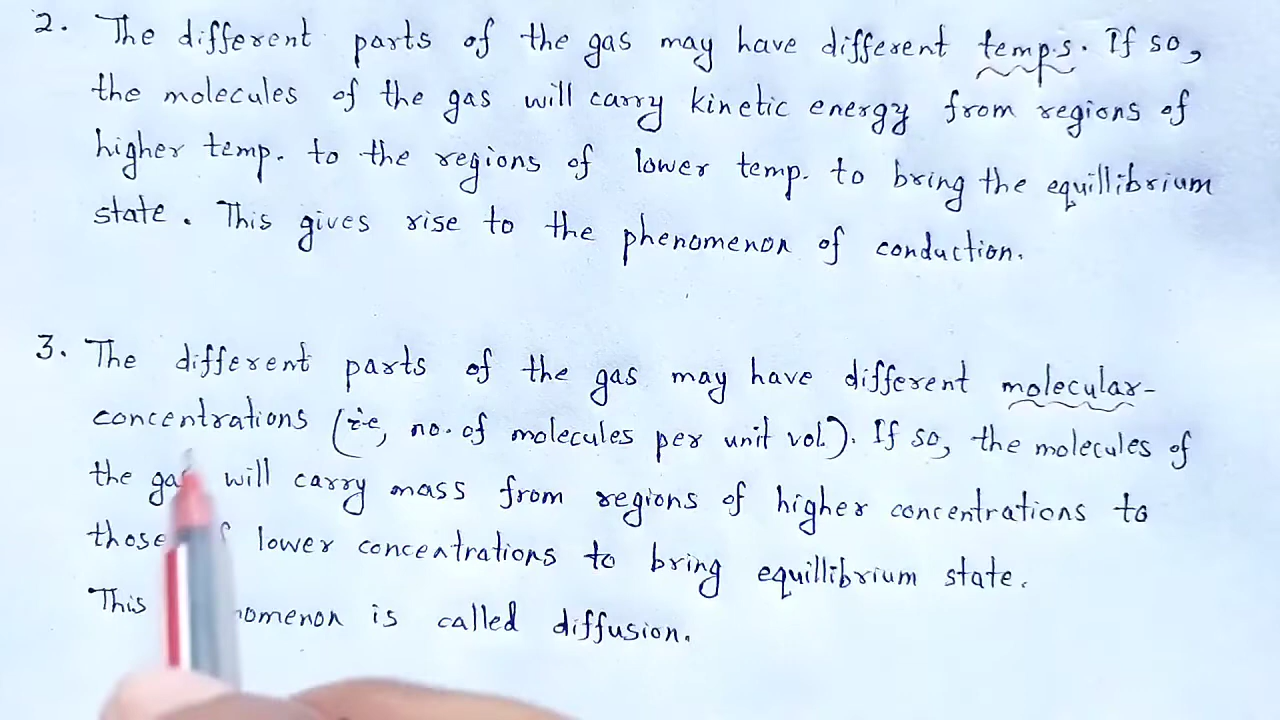 2. The different parts of the gas may have different temp.s. If so,
the molecules of the gas will carry kinetic energy from regions of
higher temp. to the regions of lower temp. to bring the equillibrium
state. This gives rise to the phenomenon of conduction.
3. The different parts of the gas may have different molecular-
concentrations (i.e, no. of molecules per unit vol.). If so, the molecules of
the gas will carry mass from regions of higher concentrations to
those lower concentrations to bring equillibrium state.
This is called diffusion.